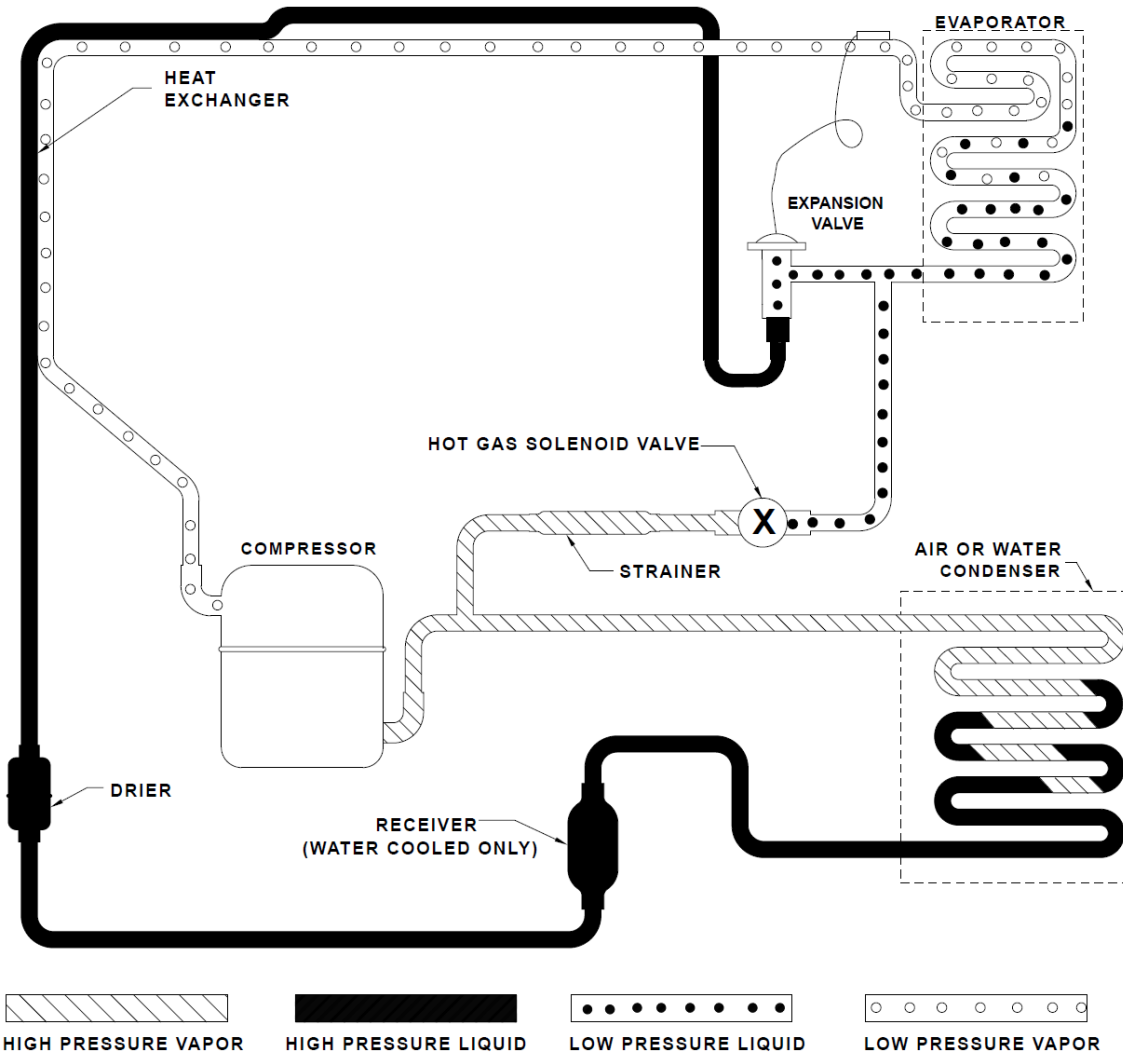 EVAPORATOR
HEAT
EXCHANGER
EXPANSION
VALVE
HOT GAS SOLENOID VALVE
X
STRAINER
COMPRESSOR
AIR OR WATER
CONDENSER
DRIER
RECEIVER
(WATER COOLED ONLY)
HIGH PRESSURE VAPOR
HIGH PRESSURE LIQUID
LOW PRESSURE LIQUID
LOW PRESSURE VAPOR